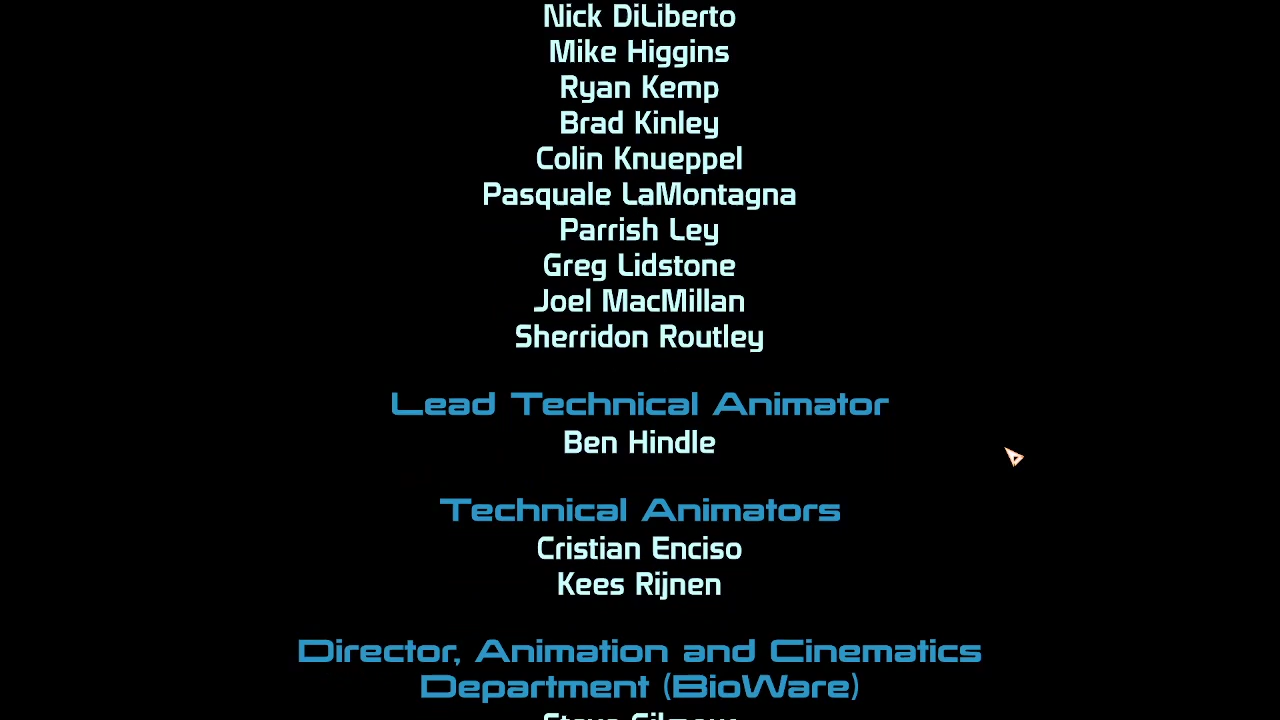 Nick DiLiberto
Mike Higgins
Ryan Kemp
Brad Kinley
Colin Knueppel
Pasquale LaMontagna
Parrish Ley
Greg Lidstone
Joel MacMillan
Sherridon Routley
Lead Technical Animator
Ben Hindle
Technical Animators
Cristian Enciso
Kees Rijnen
Director, Animation and Cinematics
Department (BioWare)